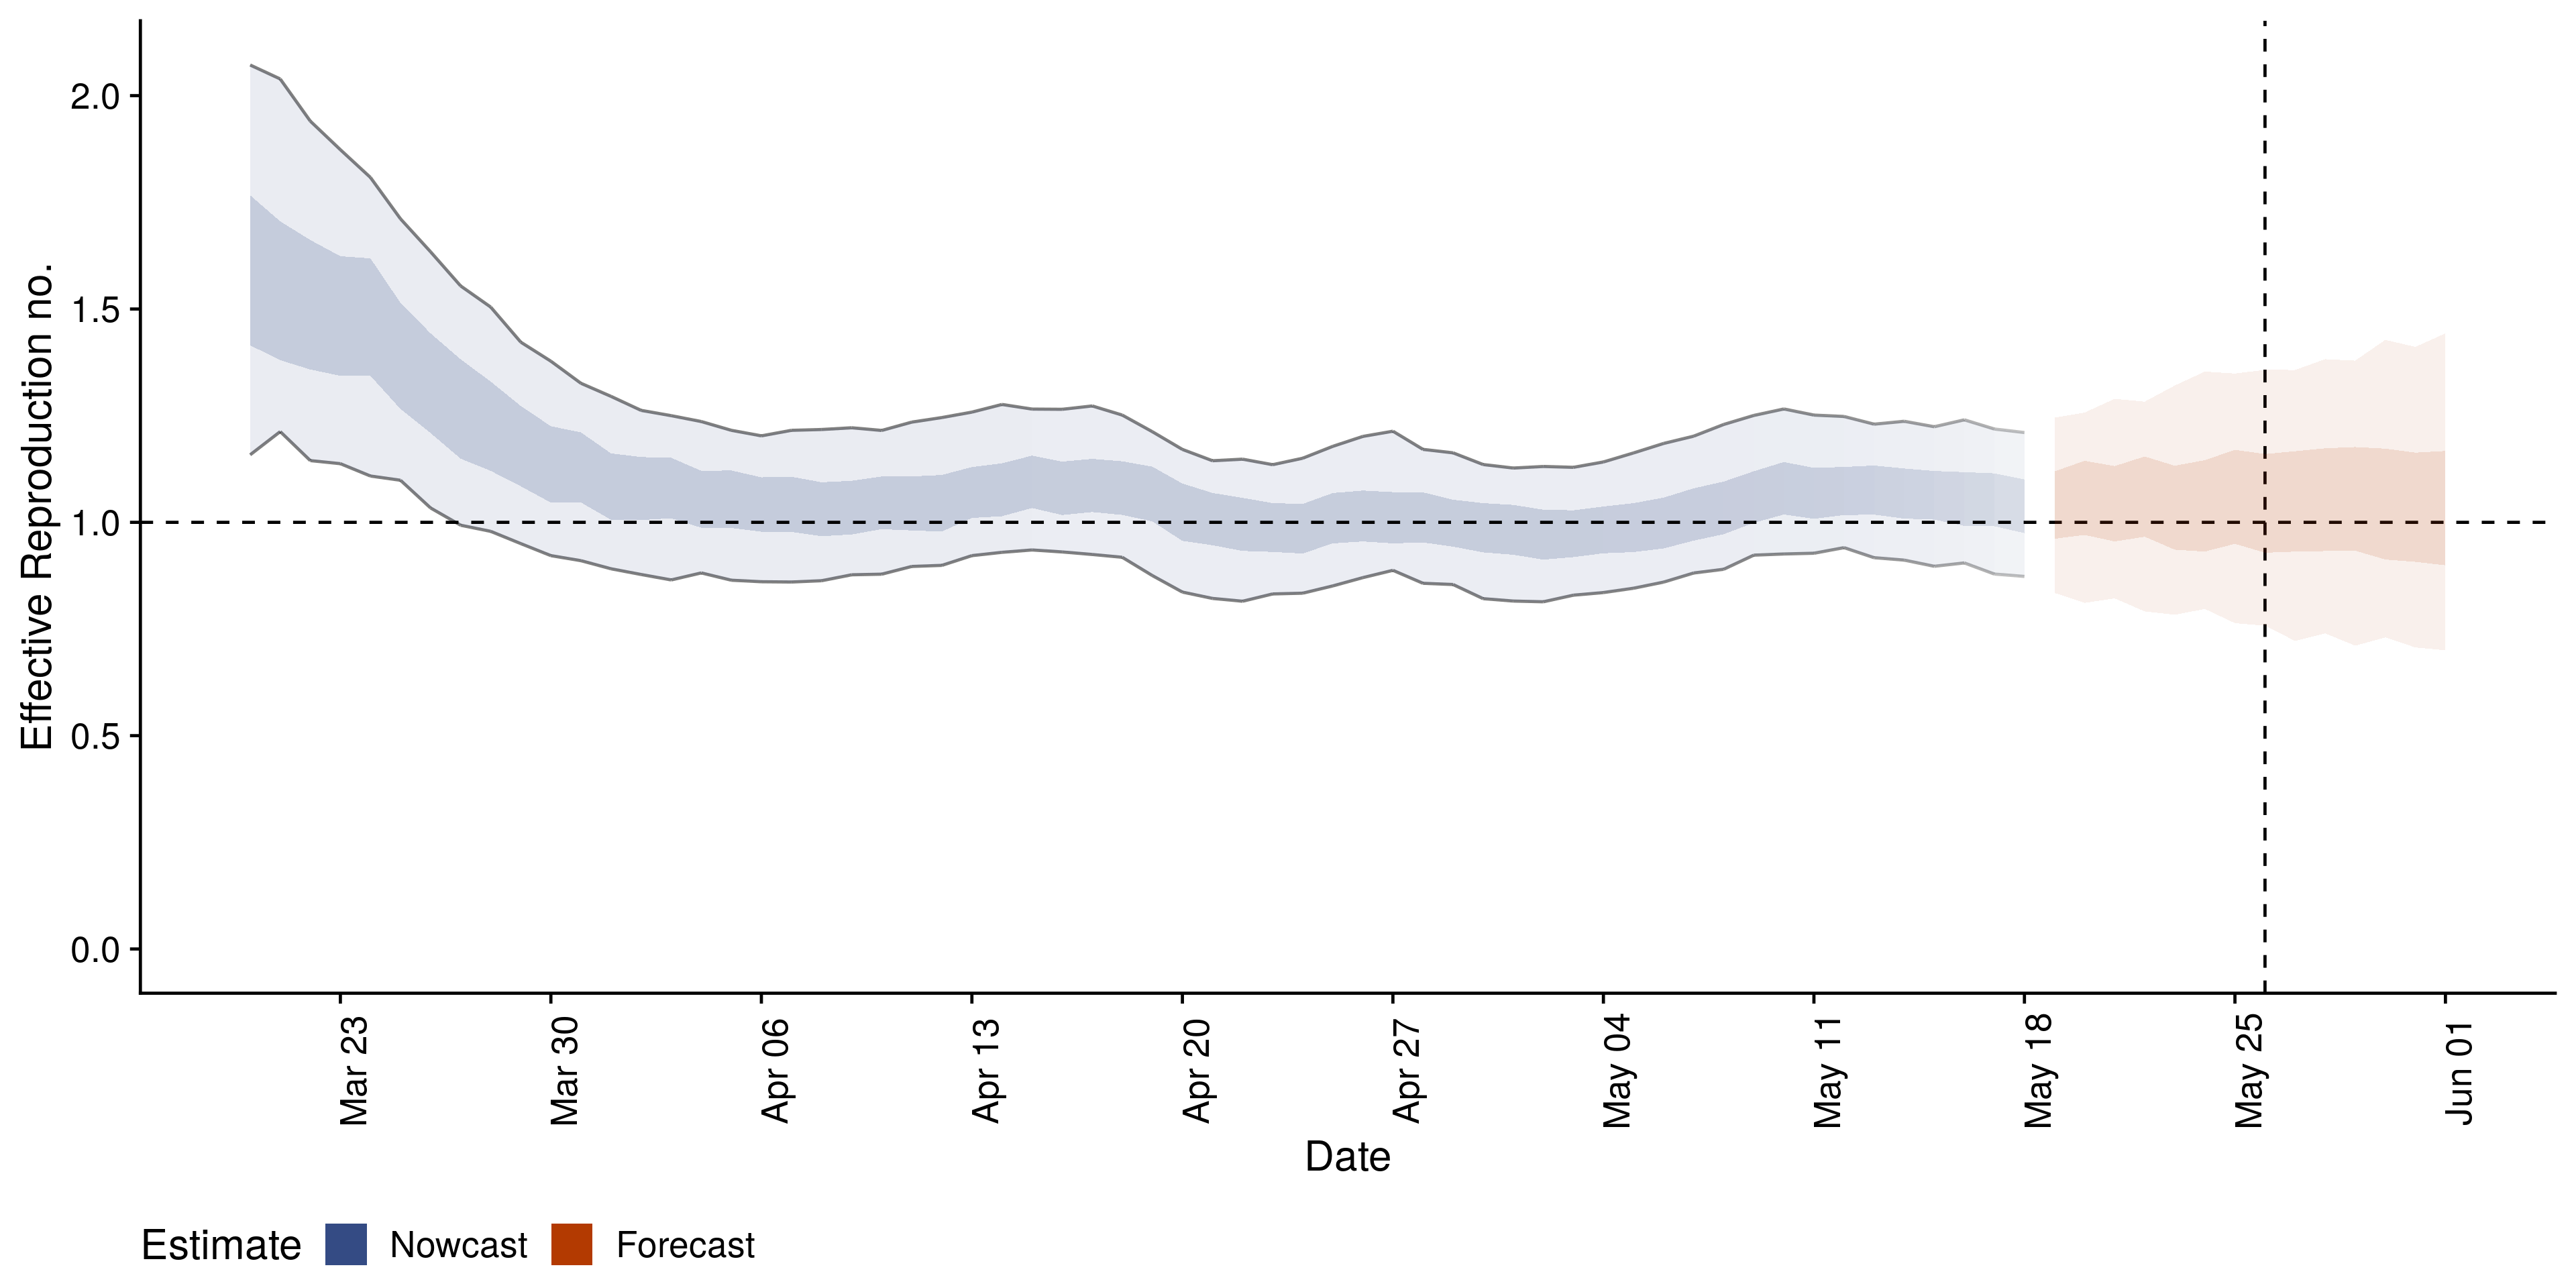 Effective Reproduction no.
2.0
1.5
1.0
0.5
0.0
Mar 23
Mar 30
Apr 06
Apr 13
Apr 20
Apr 27
May 04
May 11
May 18
May 25
Jun 01
Date
Estimate Nowcast Forecast